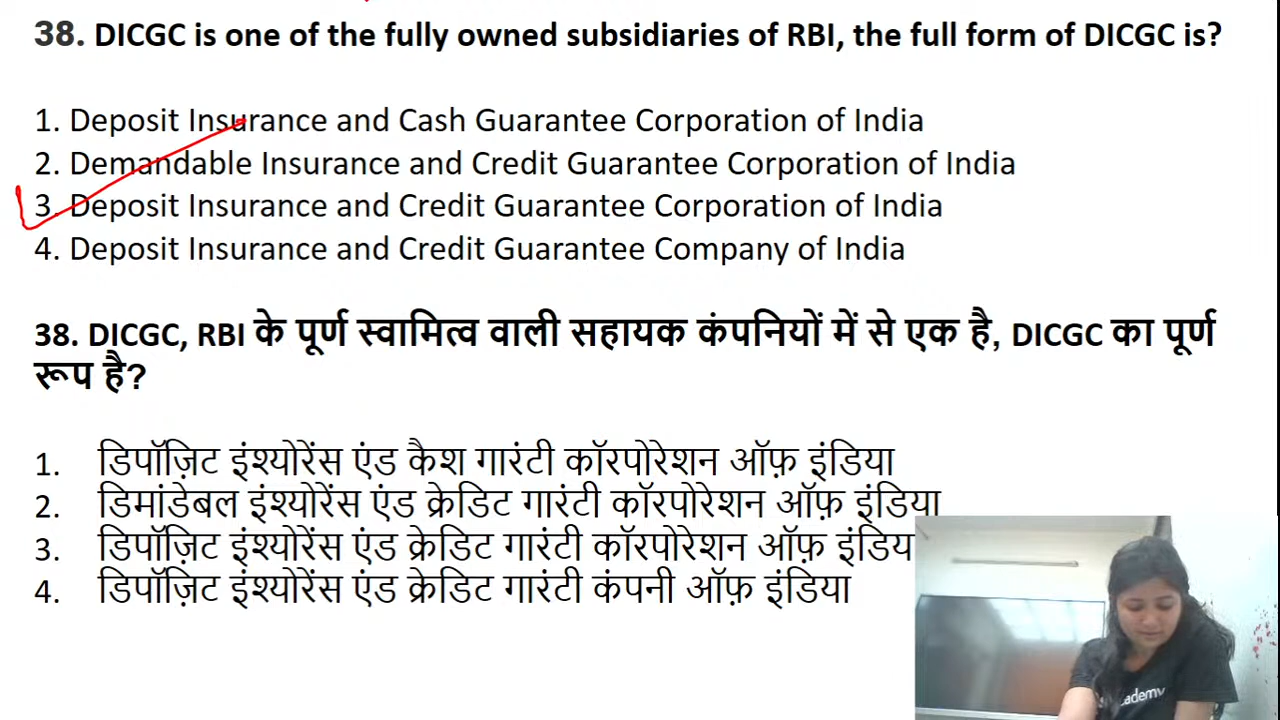 38. DICGC is one of the fully owned subsidiaries of RBI, the full form of DICGC is?
1. Deposit Insurance and Cash Guarantee Corporation of India
2. Demandable Insurance and Credit Guarantee Corporation of India
3. Deposit Insurance and Credit Guarantee Corporation of India
4. Deposit Insurance and Credit Guarantee Company of India
38. DICGC, RBI के पूर्ण स्वामित्व वाली सहायक कंपनियों में से एक है, DICGC का पूर्ण
रूप है?
1. डिपॉज़िट इंश्योरेंस एंड कैश गारंटी कॉरपोरेशन ऑफ़ इंडिया
2. डिमांडेबल इंश्योरेंस एंड क्रेडिट गारंटी कॉरपोरेशन ऑफ़ इंडिया
3. डिपॉज़िट इंश्योरेंस एंड क्रेडिट गारंटी कॉरपोरेशन ऑफ़ इंडिय
4. डिपॉज़िट इंश्योरेंस एंड क्रेडिट गारंटी कंपनी ऑफ़ इंडिया